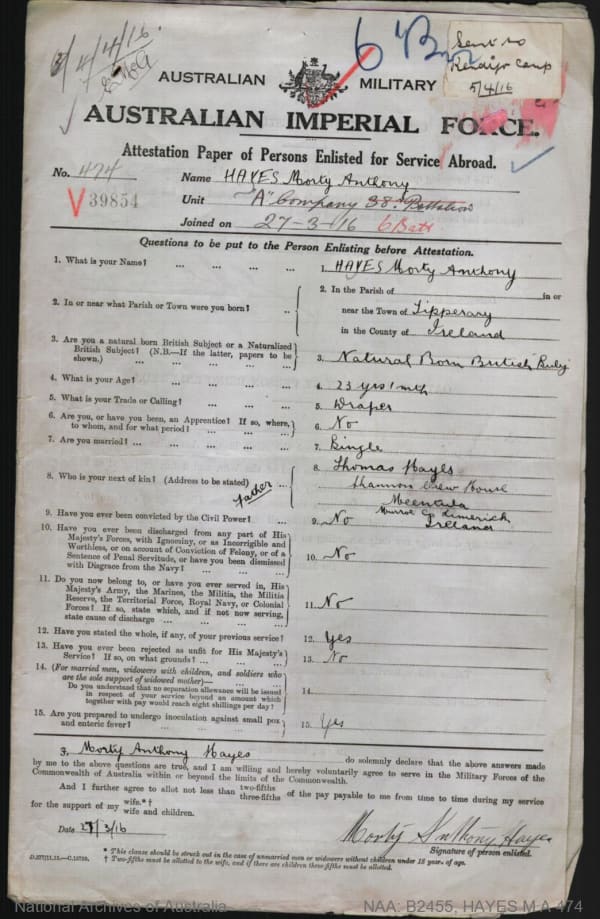 4/4/16
6 B
Sent to
Bendigo Camp
5/4/16
AUSTRALIAN MILITARY
AUSTRALIAN IMPERIAL FORCE.
Attestation Paper of Persons Enlisted for Service Abroad.
No. 474
V 39854
Name HAYES Morty Anthony
Unit "A" Company 38th Battalion
Joined on 27-3-16 6 Batt
Questions to be put to the Person Enlisting before Attestation.
1. What is your Name? ... ... ... ... 1. HAYES Morty Anthony
2. In or near what Parish or Town were you born? .. 2. In the Parish of in or
near the Town of Tipperary
in the County of Ireland
3. Are you a natural born British Subject or a Naturalized
British Subject? (N.B.—If the latter, papers to be
shown.) ... ... ... ... 3. Natural Born British Subj
4. What is your Age? ... ... ... ... 4. 23 yrs 1 mth
5. What is your Trade or Calling? ... ... ... 5. Draper
6. Are you, or have you been, an Apprentice? If so, where,
to whom, and for what period? ... ... 6. No
7. Are you married? ... ... ... ... 7. Single
8. Who is your next of kin? (Address to be stated) ... 8. Thomas Hayes
father
Shannon View House
Munroe Co Limerick
Ireland
9. Have you ever been convicted by the Civil Power? ... 9. No
10. Have you ever been discharged from any part of His
Majesty's Forces, with Ignominy, or as Incorrigible and
Worthless, or on account of Conviction of Felony, or of a
Sentence of Penal Servitude, or have you been dismissed
with Disgrace from the Navy? ... ... ... 10. No
11. Do you now belong to, or have you ever served in, His
Majesty's Army, the Marines, the Militia, the Militia
Reserve, the Territorial Force, Royal Navy, or Colonial
Forces? If so, state which, and if not now serving,
state cause of discharge ... ... ... ... 11. No
12. Have you stated the whole, if any, of your previous service? 12. Yes
13. Have you ever been rejected as unfit for His Majesty's
Service? If so, on what grounds? ... ... 13. No
14. (For married men, widowers with children, and soldiers who
are the sole support of widowed mother)—
Do you understand that no separation allowance will be issued
in respect of your service beyond an amount which
together with pay would reach eight shillings per day? 14.
15. Are you prepared to undergo inoculation against small pox
and enteric fever? ... ... ... 15. Yes
I, Morty Anthony Hayes do solemnly declare that the above answers made
by me to the above questions are true, and I am willing and hereby voluntarily agree to serve in the Military Forces of the
Commonwealth of Australia within or beyond the limits of the Commonwealth.
And I further agree to allot not less than two-fifths three-fifths of the pay payable to me from time to time during my service
for the support of my wife.*† wife and children.
Date 27/3/16
Morty Anthony Hayes
Signature of person enlisted.
* This clause should be struck out in the case of unmarried men or widowers without children under 18 years of age.
† Two-fifths must be allotted to the wife, and if there are children three-fifths must be allotted.
National Archives of Australia NAA: B2455, HAYES M A 474